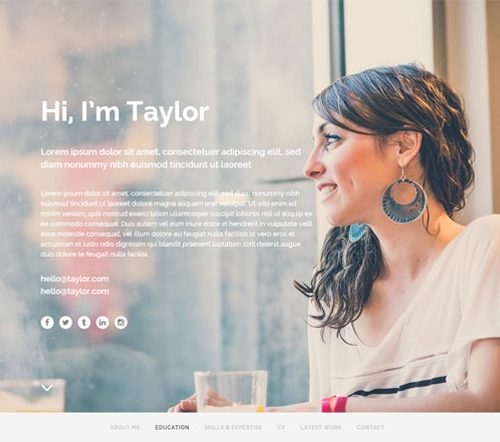 Hi, I'm Taylor
Lorem ipsum dolor sit amet, consectetuer adipiscing elit, sed
diam nonummy nibh euismod tincidunt ut laoreet
Lorem ipsum dolor sit amet, consectetuer adipiscing elit, sed diam
nonummy nibh euismod tincidunt ut laoreet dolore magna aliquam erat
volutpat. Ut wisi enim ad
minim veniam, quis nostrud exerci tation ullamcorper suscipit lobortis nisl
ut aliquip ex ea commodo consequat. Duis autem vel eum iriure dolor in
esse molestie consequat, vel illum dolore eu feugiat nulla facilisis at vero eros et
accumsan et iusto odio dignissim qui blandit praesent luptatum zzril delenit augue
duis dolore te feugait nulla facilisi.
hello@taylor.com
hello@taylor.com
ABOUT ME EDUCATION SKILLS & EXPERTISE CV LATEST WORK CONTACT